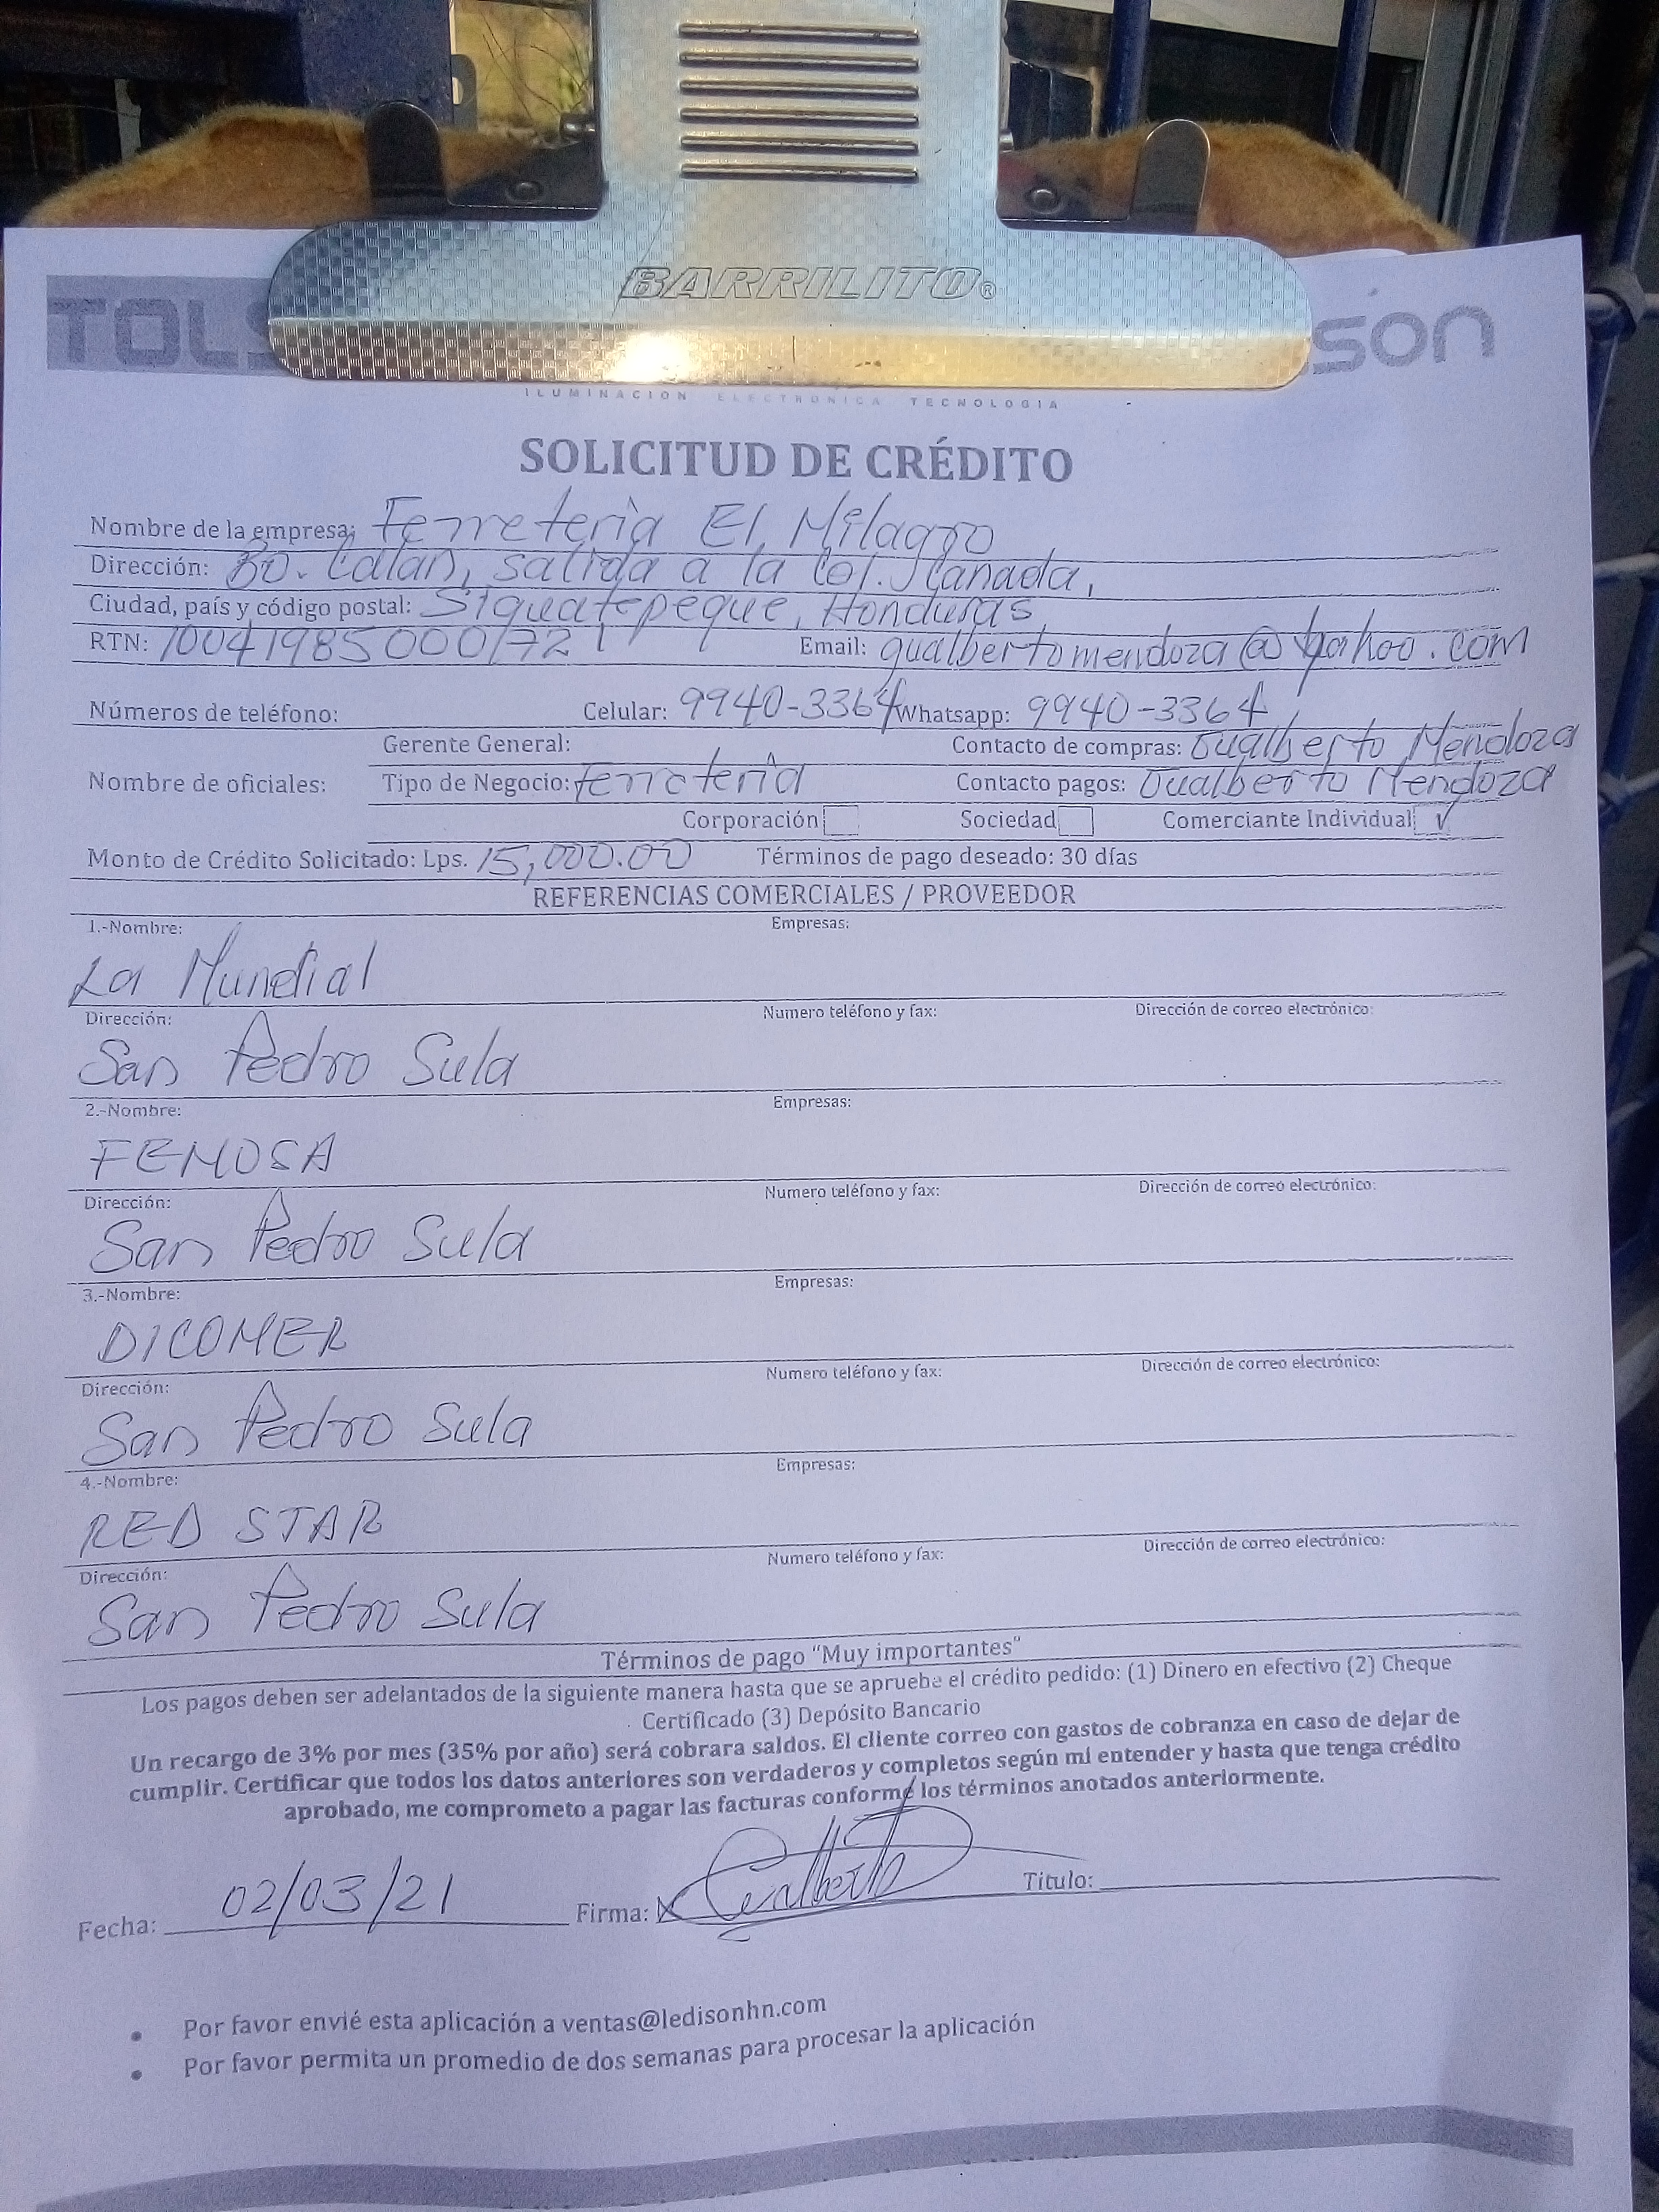 BARRILITO®
TOLS SON
ILUMINACION ELECTRONICA TECNOLOGIA
SOLICITUD DE CRÉDITO
Nombre de la empresa: Ferreteria El Milagro
Dirección: Bo. Calan, salida a la Col. Canada,
Ciudad, país y código postal: Siguatepeque, Honduras
RTN: Email: gualbertomendoza@yahoo.com
Números de teléfono: Celular: 9940-3364 Whatsapp: 9940-3364
Gerente General: Contacto de compras: Gualberto Mendoza
Nombre de oficiales: Tipo de Negocio: ferreteria Contacto pagos: Gualberto Mendoza
Corporación Sociedad Comerciante Individual ✓
Monto de Crédito Solicitado: Lps. 15,000.00 Términos de pago deseado: 30 días
REFERENCIAS COMERCIALES / PROVEEDOR
1.-Nombre: Empresas:
La Mundial
Dirección: Numero teléfono y fax: Dirección de correo electrónico:
San Pedro Sula
2.-Nombre: Empresas:
FEMOSA
Dirección: Numero teléfono y fax: Dirección de correo electrónico:
San Pedro Sula
3.-Nombre: Empresas:
DICOMER
Dirección: Numero teléfono y fax: Dirección de correo electrónico:
San Pedro Sula
4.-Nombre: Empresas:
RED STAR
Dirección: Numero teléfono y fax: Dirección de correo electrónico:
San Pedro Sula
Términos de pago "Muy importantes"
Los pagos deben ser adelantados de la siguiente manera hasta que se apruebe el crédito pedido: (1) Dinero en efectivo (2) Cheque
Certificado (3) Depósito Bancario
Un recargo de 3% por mes (35% por año) será cobrara saldos. El cliente correo con gastos de cobranza en caso de dejar de
cumplir. Certificar que todos los datos anteriores son verdaderos y completos según mi entender y hasta que tenga crédito
aprobado, me comprometo a pagar las facturas conforme los términos anotados anteriormente.
Fecha: 02/03/21 Firma: X Gualberto Titulo:
• Por favor envié esta aplicación a ventas@ledisonhn.com
• Por favor permita un promedio de dos semanas para procesar la aplicación